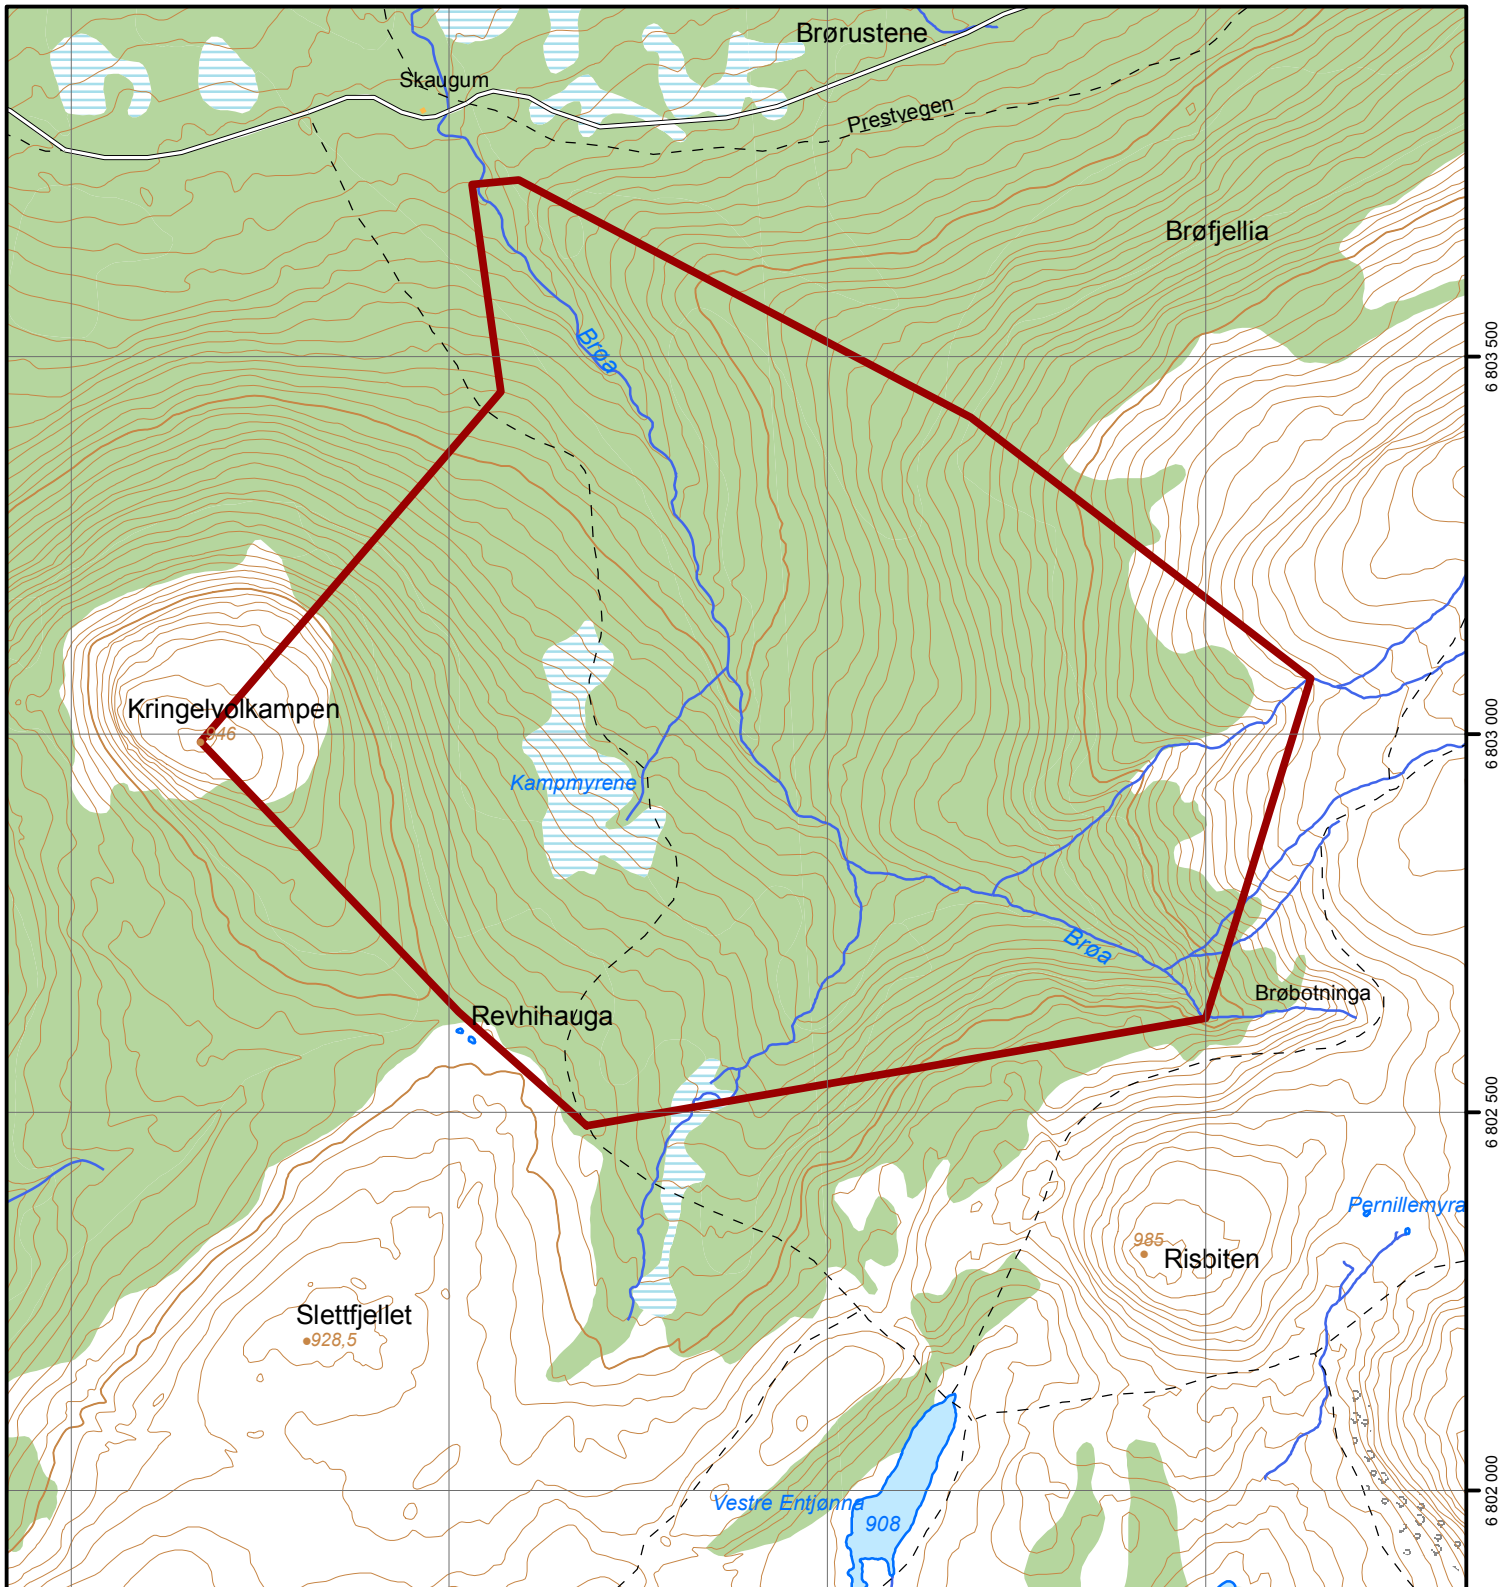 Brørustene
Skaugum
Prestvegen
Brøfjellia
Brøa
6 803 500
Kringelvolkampen
946
6 803 000
Kampmyrene
Brøa
Brøbotninga
Revhihauga
6 802 500
Pernillemyra
985
Risbiten
Slettfjellet
928,5
Vestre Entjønna
908
6 802 000